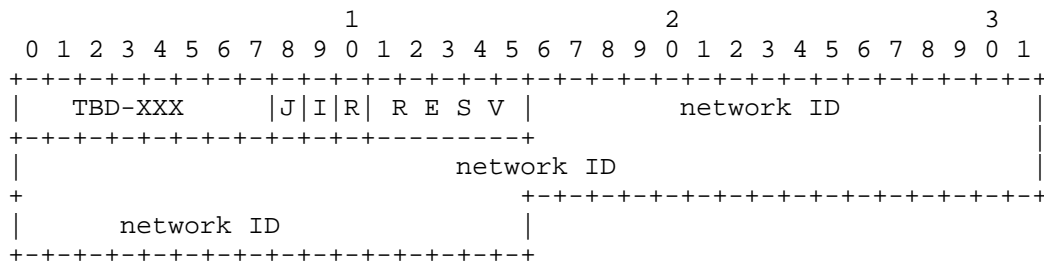 1                   2                   3
 0 1 2 3 4 5 6 7 8 9 0 1 2 3 4 5 6 7 8 9 0 1 2 3 4 5 6 7 8 9 0 1
+-+-+-+-+-+-+-+-+-+-+-+-+-+-+-+-+-+-+-+-+-+-+-+-+-+-+-+-+-+-+-+-+
|   TBD-XXX     |J|I|R| R E S V |         network ID            |
+-+-+-+-+-+-+-+-+-+-+-+---------+                               |
|                           network ID                          |
+                               +-+-+-+-+-+-+-+-+-+-+-+-+-+-+-+-+
|      network ID               |
+-+-+-+-+-+-+-+-+-+-+-+-+-+-+-+-+